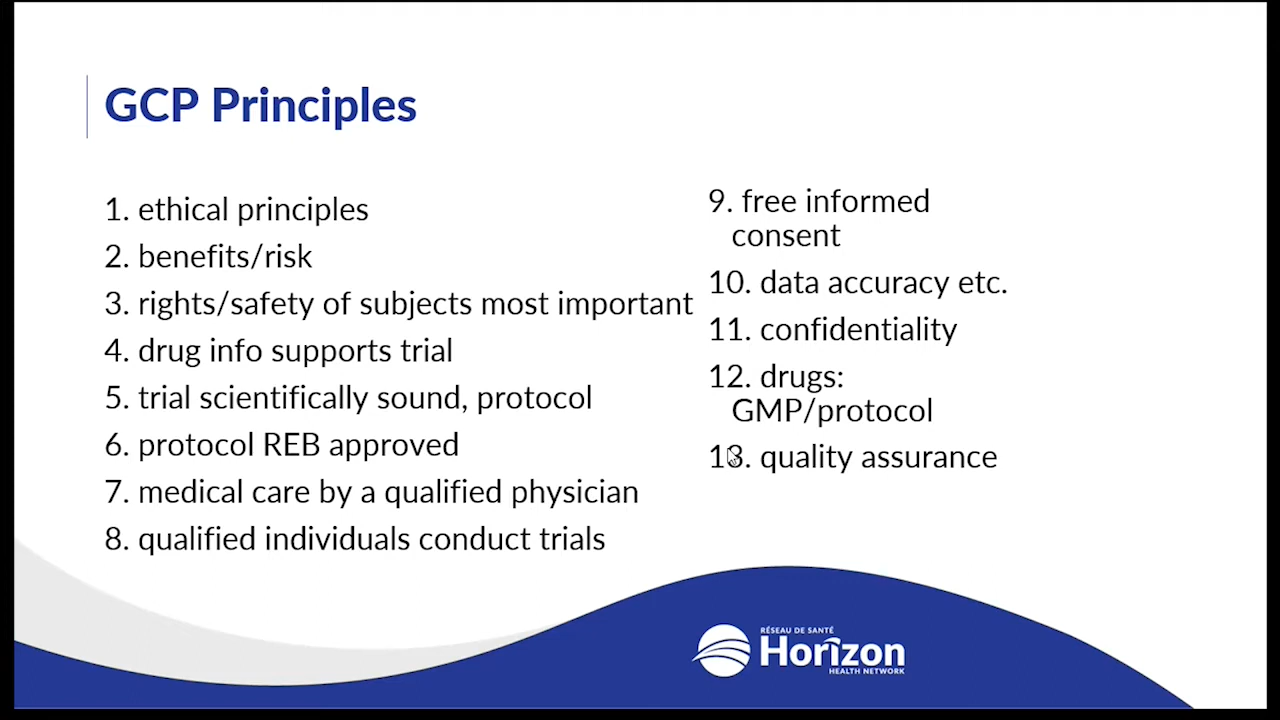 GCP Principles
1. ethical principles
2. benefits/risk
3. rights/safety of subjects most important
4. drug info supports trial
5. trial scientifically sound, protocol
6. protocol REB approved
7. medical care by a qualified physician
8. qualified individuals conduct trials
9. free informed
consent
10. data accuracy etc.
11. confidentiality
12. drugs:
GMP/protocol
13. quality assurance
RÉSEAU DE SANTÉ
Horizon
HEALTH NETWORK